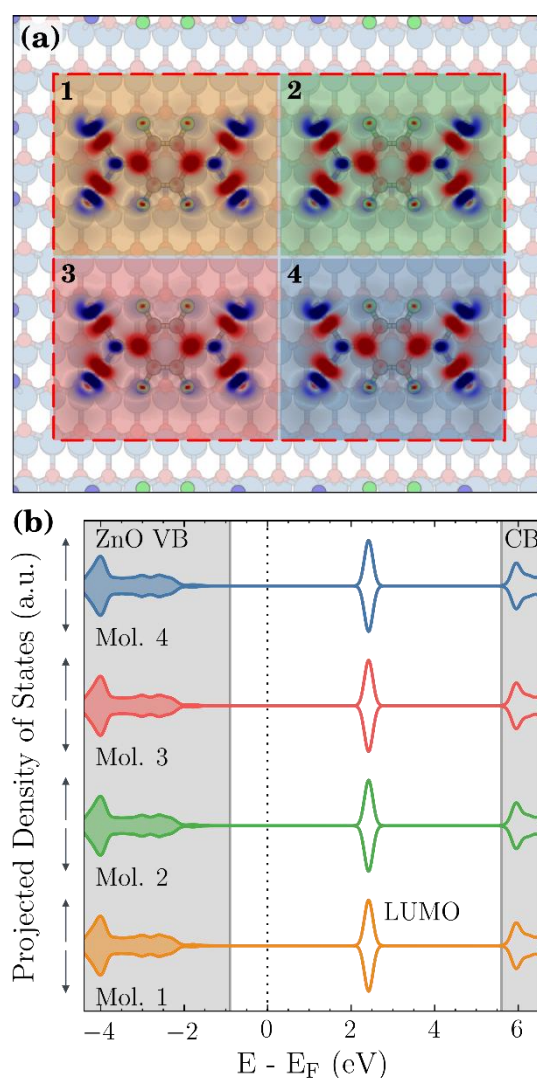 (a)
1
2
3
4
(b)
ZnO VB
CB
Mol. 4
Mol. 3
Mol. 2
LUMO
Mol. 1
Projected Density of States (a.u.)
−4 −2 0 2 4 6
E - E_F (eV)